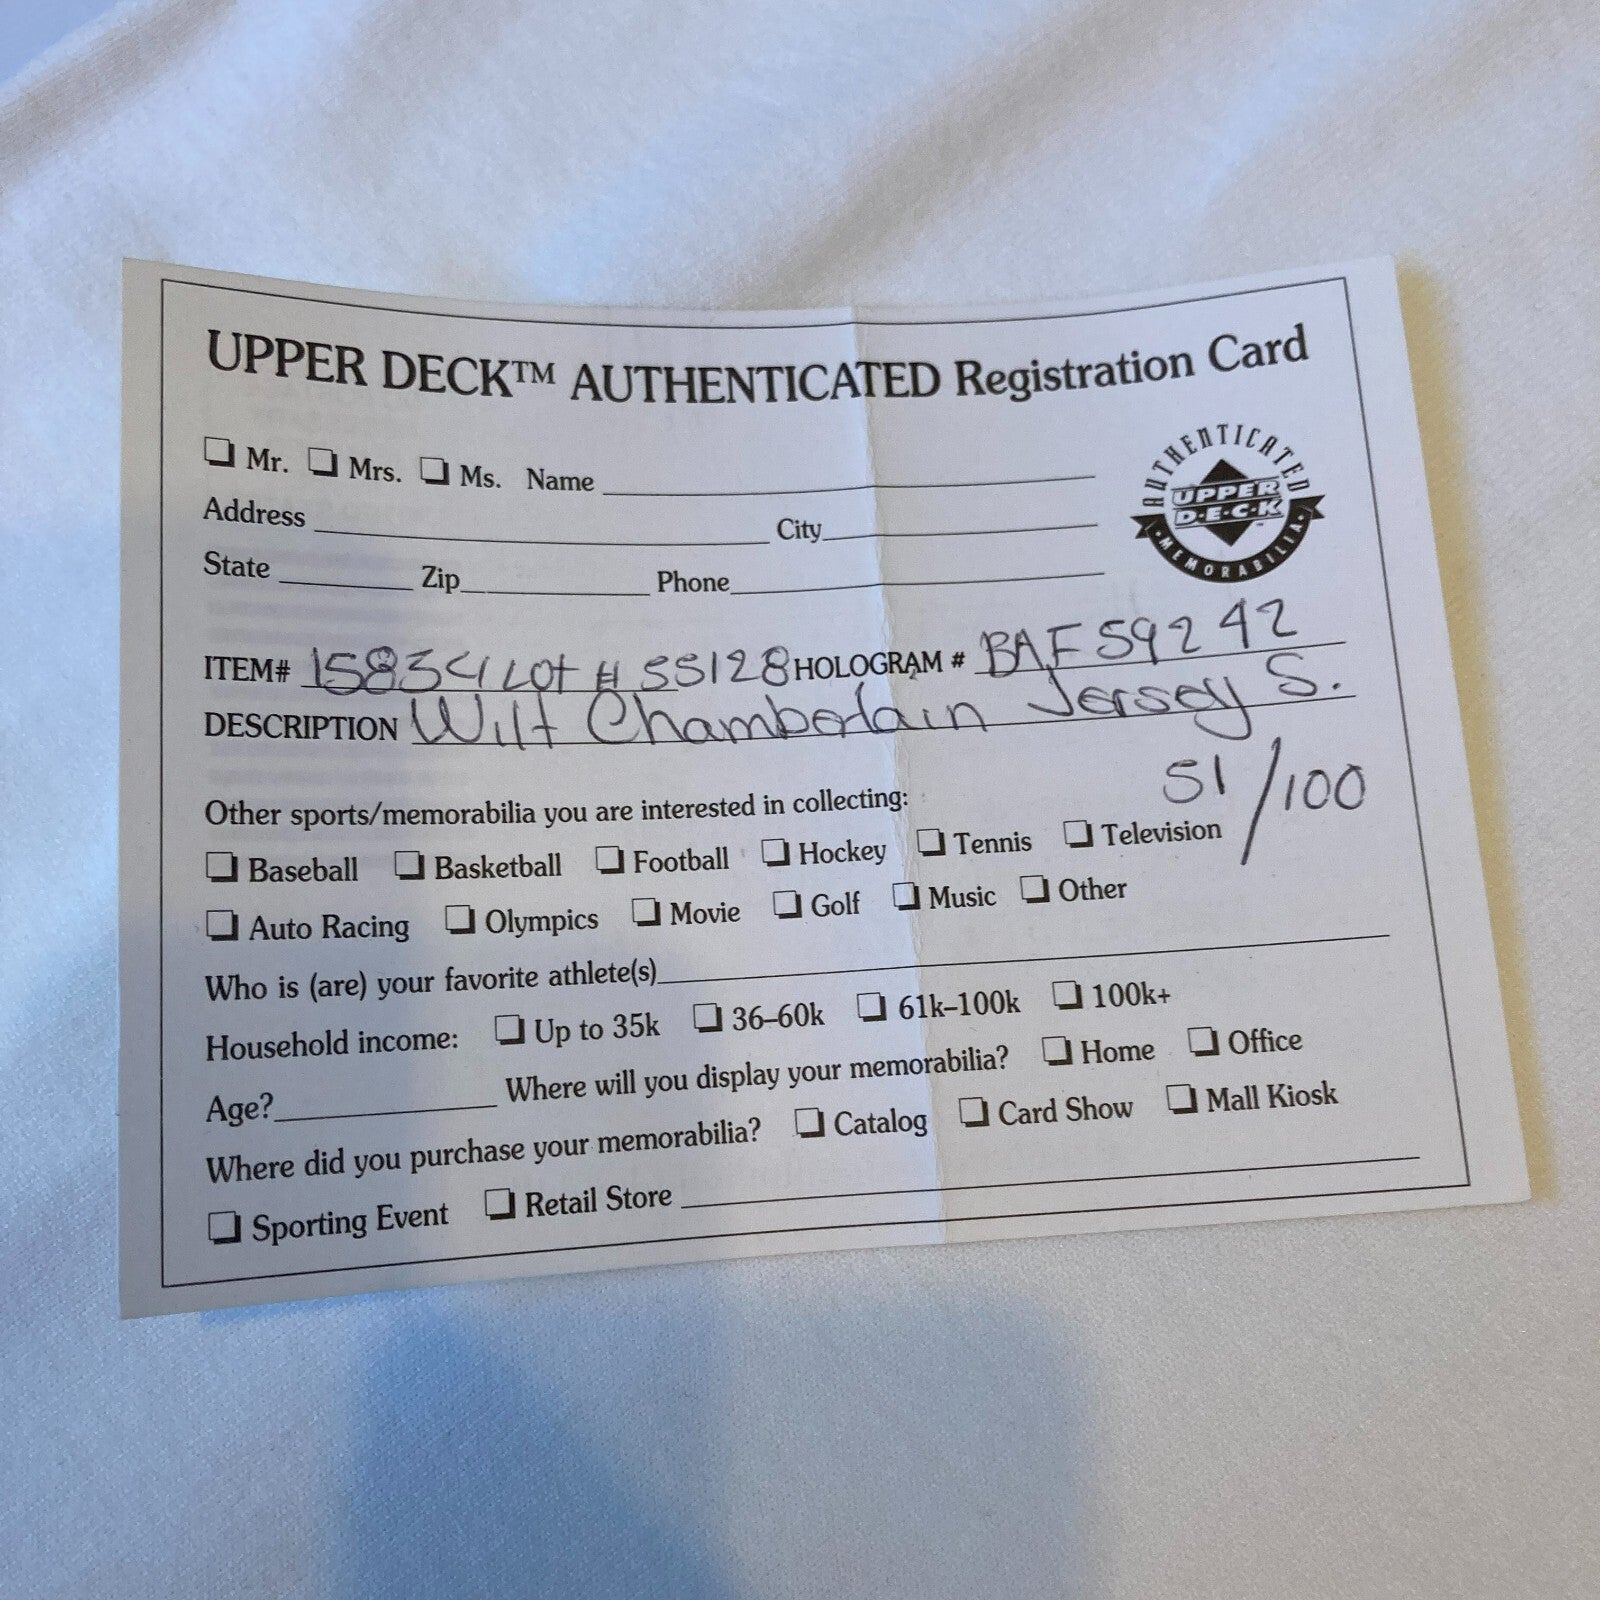 UPPER DECK™ AUTHENTICATED Registration Card
❏ Mr. ❏ Mrs. ❏ Ms. Name
AUTHENTICATED
UPPER
D·E·C·K
MEMORABILIA
Address City
State Zip Phone
ITEM# 15834 Lot # SS128 HOLOGRAM # BAF59242
DESCRIPTION Wilt Chamberlain Jersey S.
51/100
Other sports/memorabilia you are interested in collecting:
❏ Baseball ❏ Basketball ❏ Football ❏ Hockey ❏ Tennis ❏ Television
❏ Auto Racing ❏ Olympics ❏ Movie ❏ Golf ❏ Music ❏ Other
Who is (are) your favorite athlete(s)
Household income: ❏ Up to 35k ❏ 36–60k ❏ 61k–100k ❏ 100k+
Age? Where will you display your memorabilia? ❏ Home ❏ Office
Where did you purchase your memorabilia? ❏ Catalog ❏ Card Show ❏ Mall Kiosk
❏ Sporting Event ❏ Retail Store